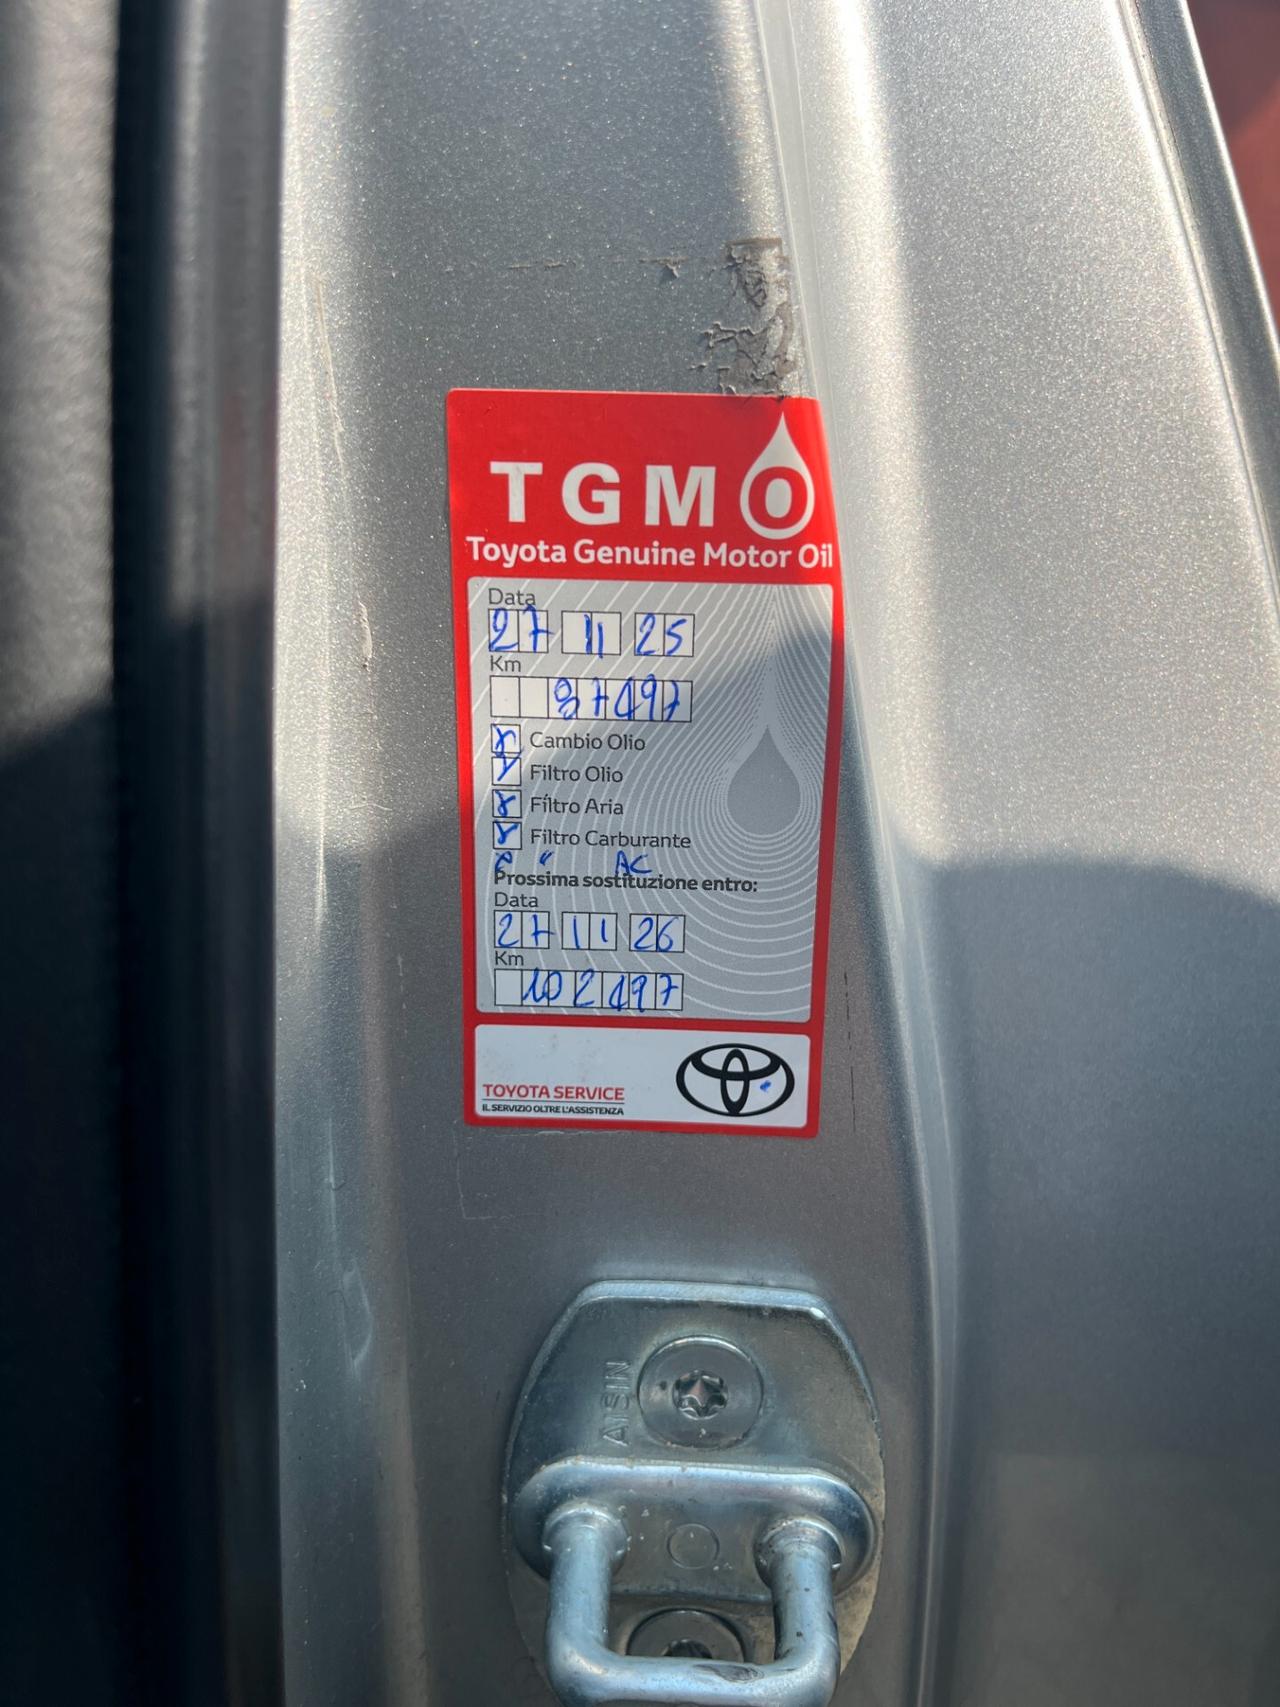 TGMO
Toyota Genuine Motor Oil
Data
27 11 25
Km
87497
Cambio Olio
Filtro Olio
Filtro Aria
Filtro Carburante
e " AC
Prossima sostituzione entro:
Data
27 11 26
Km
102497
TOYOTA SERVICE
IL SERVIZIO OLTRE L'ASSISTENZA
AISIN